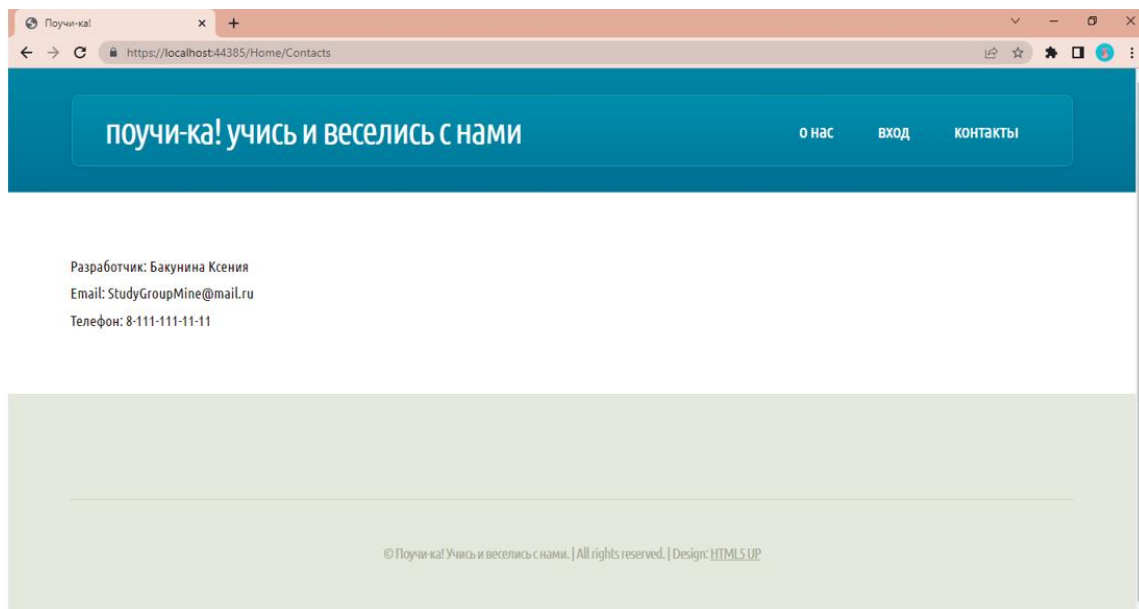 Поучи-ка!
https://localhost:44385/Home/Contacts
поучи-ка! учись и веселись с нами
о нас вход контакты
Разработчик: Бакунина Ксения
Email: StudyGroupMine@mail.ru
Телефон: 8-111-111-11-11
© Поучи-ка! Учись и веселись с нами. | All rights reserved. | Design: HTML5 UP